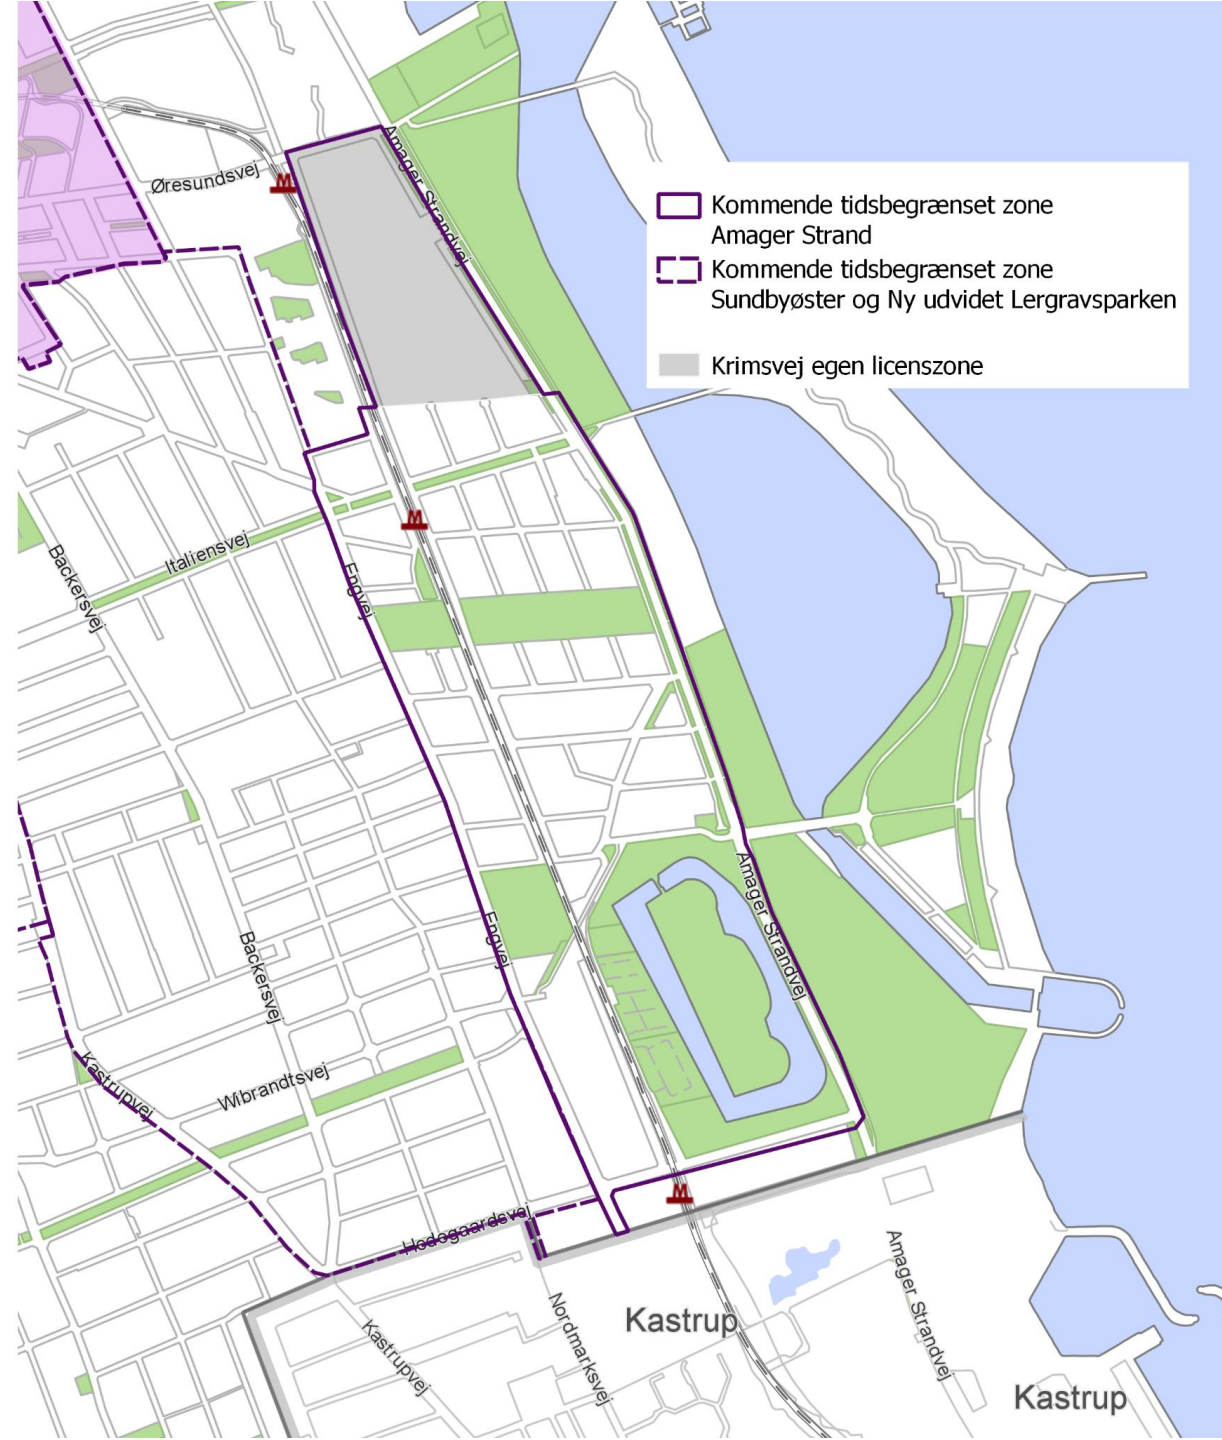 Øresundsvej
M
Amager Strandvej
Kommende tidsbegrænset zone
Amager Strand
Kommende tidsbegrænset zone
Sundbyøster og Ny udvidet Lergravsparken
Krimsvej egen licenszone
M
Italiensvej
Backersvej
Engvej
Amager Strandvej
Engvej
Backersvej
Kastrupvej
Wibrandtsvej
M
Hedegaardsvej
Amager Strandvej
Nordmarksvej
Kastrup
Kastrupvej
Kastrup